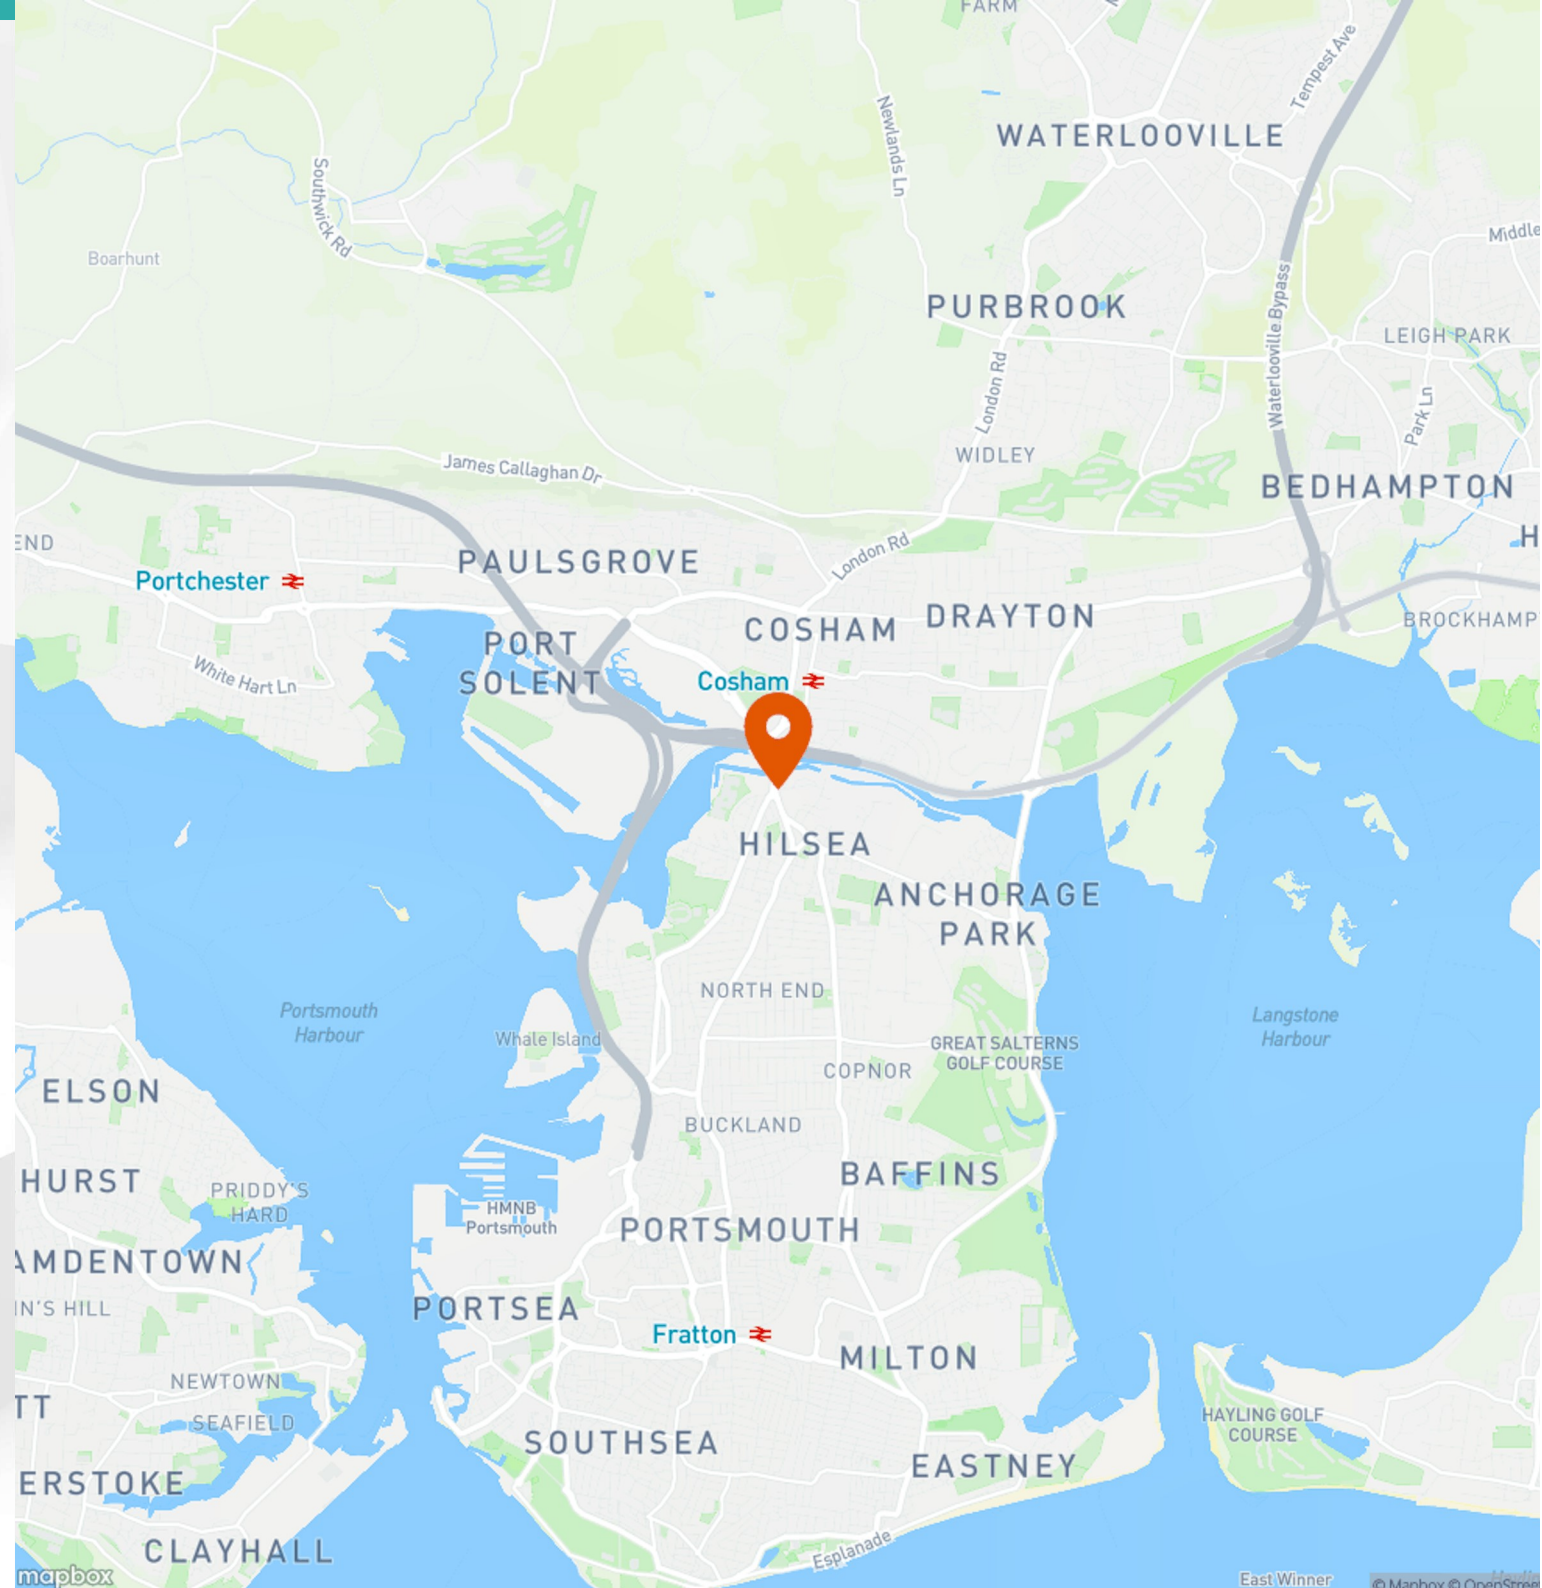 FARM
Tempest Ave
WATERLOOVILLE
Newlands Ln
Southwick Rd
Boarhunt
Middle
Waterlooville Bypass
PURBROOK
LEIGH PARK
London Rd
Park Ln
WIDLEY
James Callaghan Dr
BEDHAMPTON
END
H
London Rd
PAULSGROVE
Portchester
DRAYTON
COSHAM
BROCKHAMP
PORT
SOLENT
White Hart Ln
Cosham
HILSEA
ANCHORAGE
PARK
NORTH END
Portsmouth
Harbour
Langstone
Harbour
Whale Island
GREAT SALTERNS
GOLF COURSE
COPNOR
ELSON
BUCKLAND
HURST
BAFFINS
PRIDDY'S
HARD
HMNB
Portsmouth
PORTSMOUTH
AMDENTOWN
IN'S HILL
PORTSEA
Fratton
MILTON
NEWTOWN
TT
SEAFIELD
HAYLING GOLF
COURSE
SOUTHSEA
EASTNEY
ERSTOKE
CLAYHALL
Esplanade
mapbox
East Winner
© Mapbox © OpenStreet